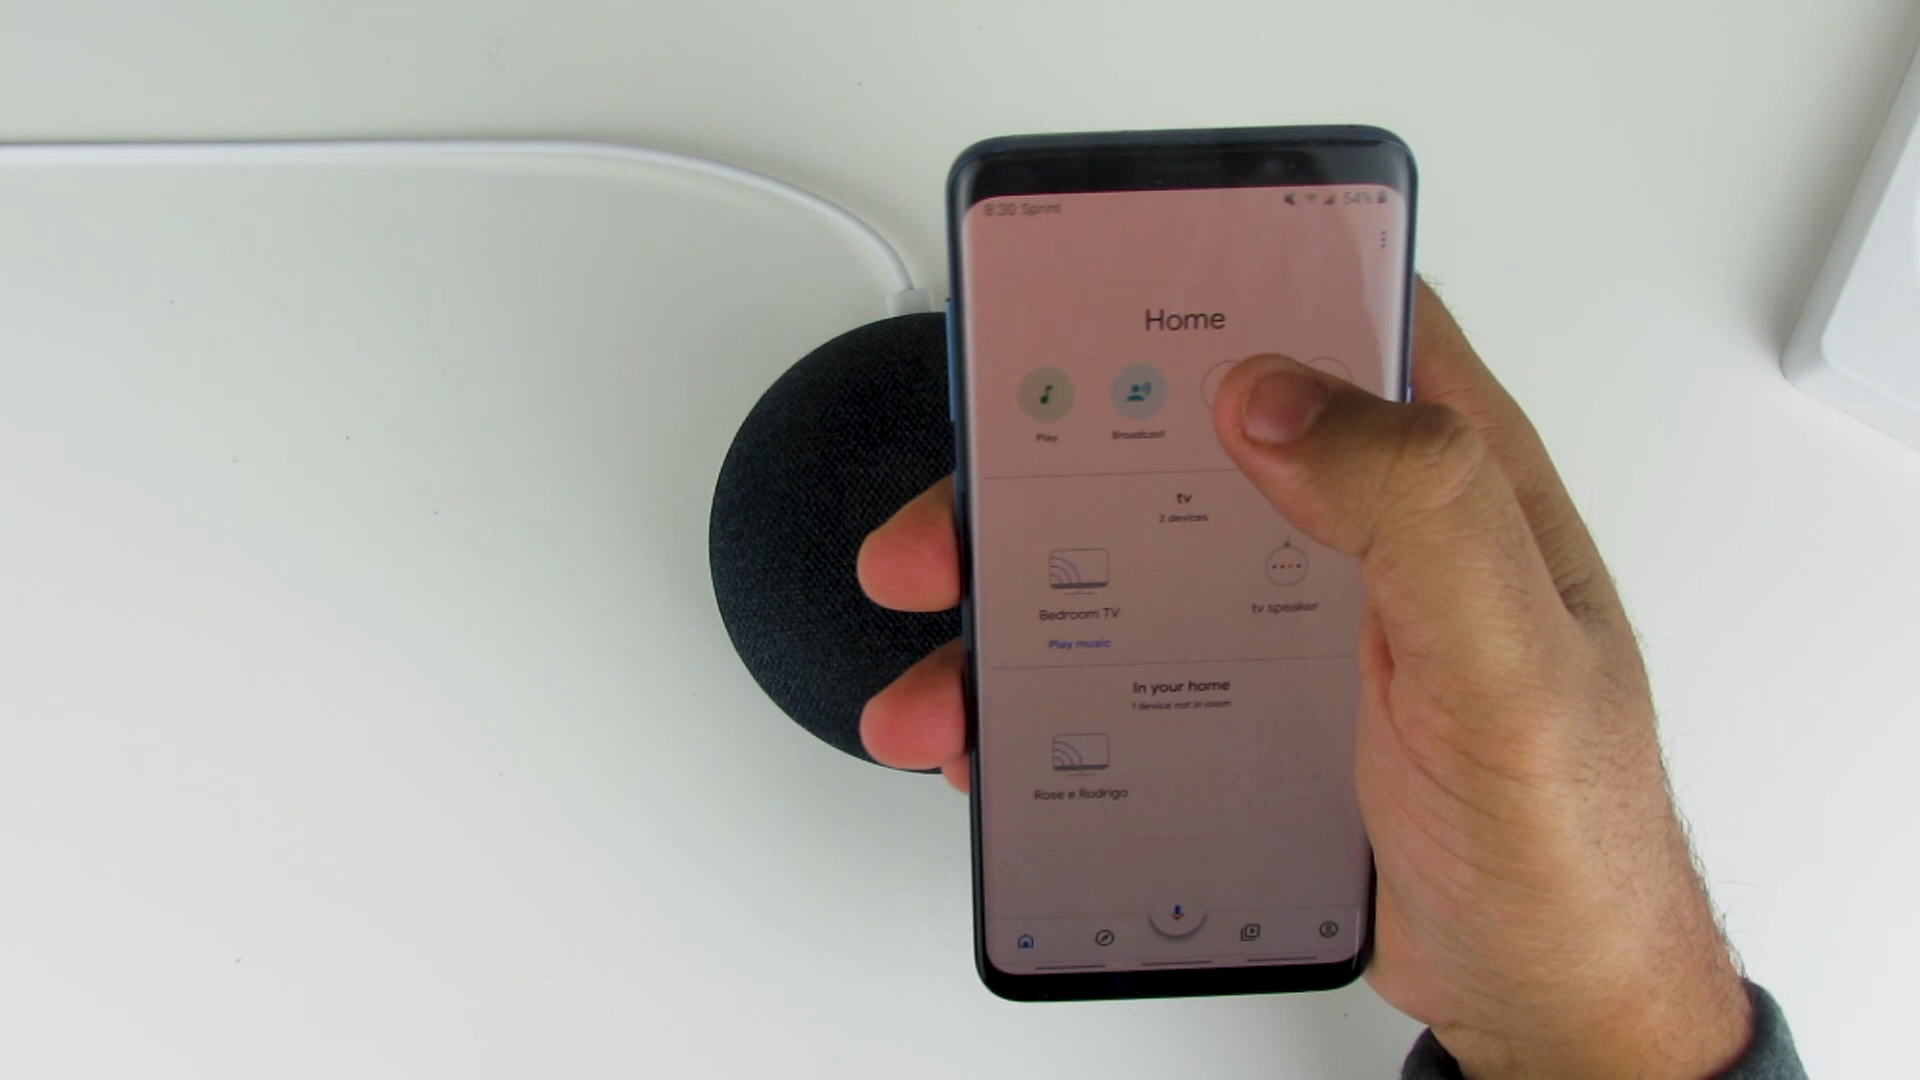 8:30 Sprint 54%
Home
Play Broadcast
tv
2 devices
Bedroom TV tv speaker
Play music
In your home
1 device not in room
Rose e Rodrigo